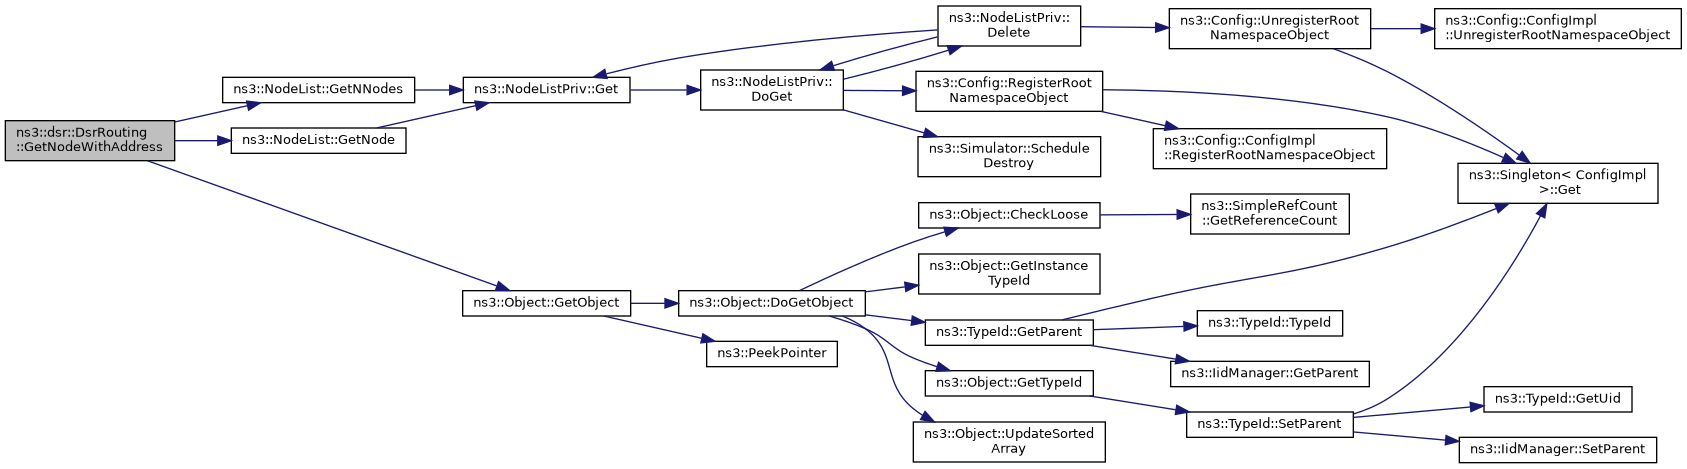 ns3::dsr::DsrRouting
::GetNodeWithAddress
ns3::NodeList::GetNNodes
ns3::NodeList::GetNode
ns3::NodeListPriv::Get
ns3::NodeListPriv::
DoGet
ns3::NodeListPriv::
Delete
ns3::Config::UnregisterRoot
NamespaceObject
ns3::Config::ConfigImpl
::UnregisterRootNamespaceObject
ns3::Config::RegisterRoot
NamespaceObject
ns3::Config::ConfigImpl
::RegisterRootNamespaceObject
ns3::Simulator::Schedule
Destroy
ns3::Singleton< ConfigImpl
>::Get
ns3::Object::GetObject
ns3::PeekPointer
ns3::Object::DoGetObject
ns3::Object::CheckLoose
ns3::SimpleRefCount
::GetReferenceCount
ns3::Object::GetInstance
TypeId
ns3::TypeId::GetParent
ns3::TypeId::TypeId
ns3::IidManager::GetParent
ns3::Object::GetTypeId
ns3::TypeId::SetParent
ns3::TypeId::GetUid
ns3::IidManager::SetParent
ns3::Object::UpdateSorted
Array